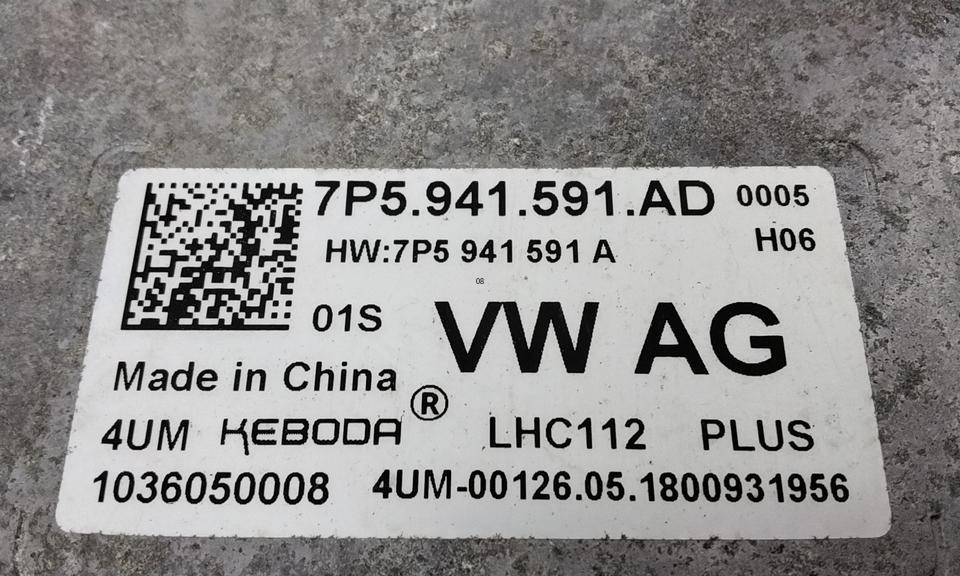 7P5.941.591.AD 0005
HW:7P5 941 591 A H06
08
01S VW AG
Made in China
4UM KEBODA® LHC112 PLUS
1036050008 4UM-00126.05.1800931956